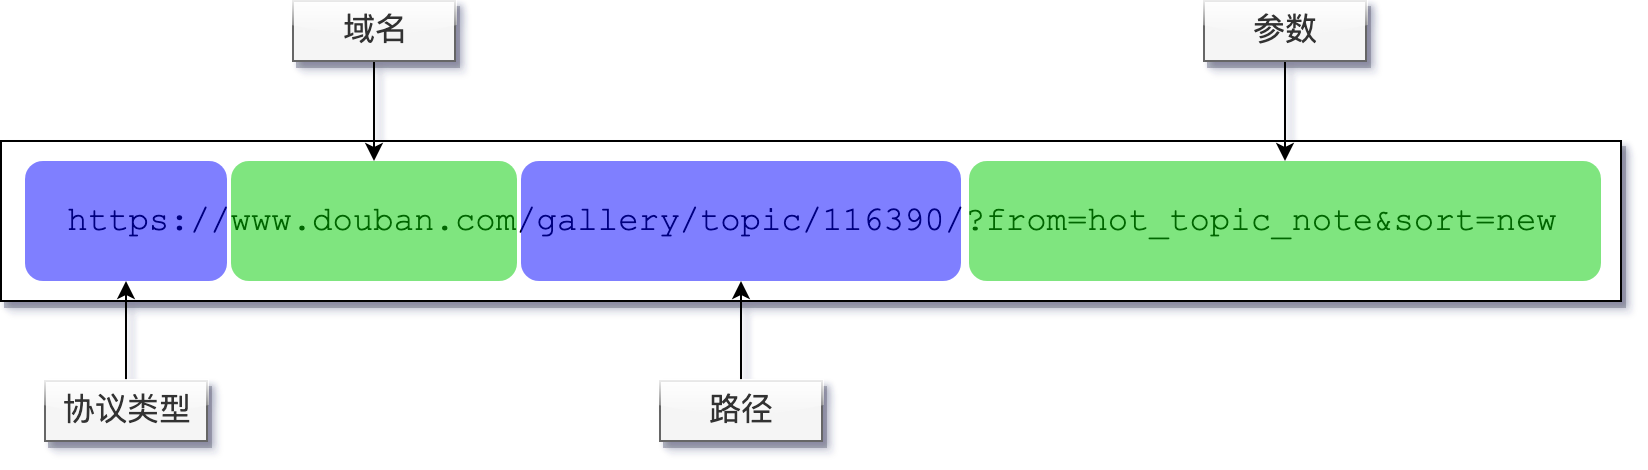 域名
参数
https://www.douban.com/gallery/topic/116390/?from=hot_topic_note&sort=new
协议类型
路径